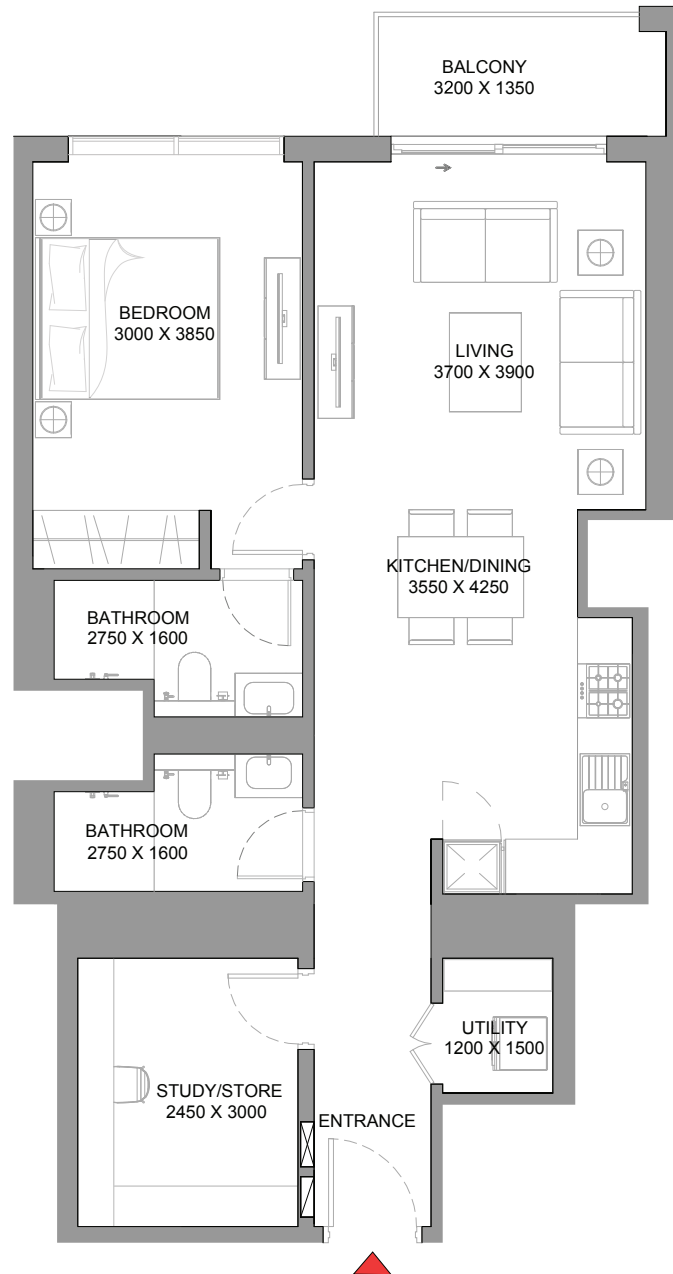 BALCONY
3200 X 1350
BEDROOM
3000 X 3850
LIVING
3700 X 3900
KITCHEN/DINING
3550 X 4250
BATHROOM
2750 X 1600
BATHROOM
2750 X 1600
UTILITY
1200 X 1500
STUDY/STORE
2450 X 3000
ENTRANCE